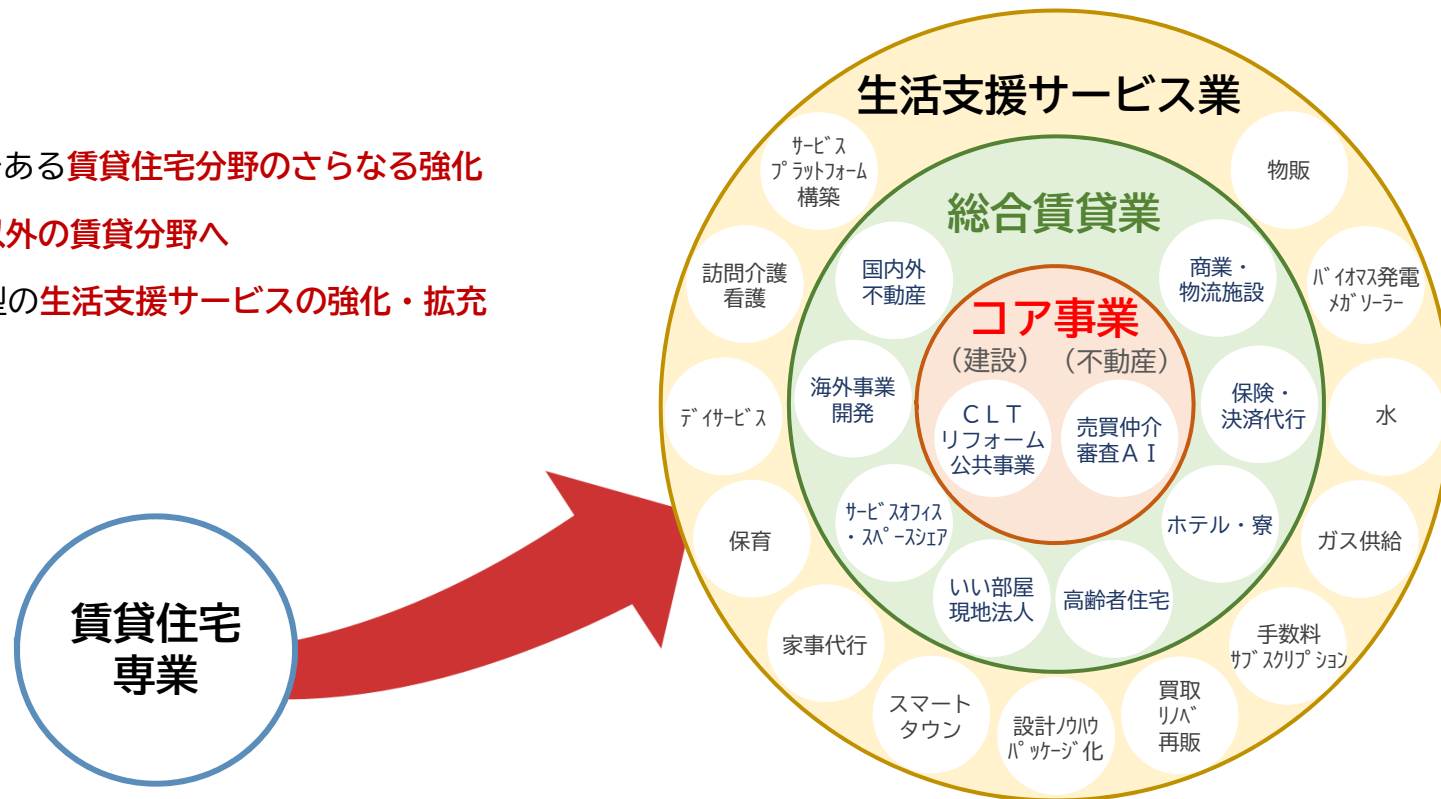 ある賃貸住宅分野のさらなる強化
外の賃貸分野へ
型の生活支援サービスの強化・拡充
賃貸住宅
専業
生活支援サービス業
総合賃貸業
コア事業
（建設）
（不動産）
ＣＬＴ
リフォーム
公共事業
売買仲介
審査ＡＩ
国内外
不動産
商業・
物流施設
海外事業
開発
保険・
決済代行
ｻｰﾋﾞｽｵﾌｨｽ
・ｽﾍﾟｰｽｼｪｱ
ホテル・寮
いい部屋
現地法人
高齢者住宅
ｻｰﾋﾞｽ
ﾌﾟﾗｯﾄﾌｫｰﾑ
構築
物販
訪問介護
看護
ﾊﾞｲｵﾏｽ発電
ﾒｶﾞｿｰﾗｰ
ﾃﾞｲｻｰﾋﾞｽ
水
保育
ガス供給
家事代行
手数料
ｻﾌﾞｽｸﾘﾌﾟｼｮﾝ
スマート
タウン
設計ﾉｳﾊｳ
ﾊﾟｯｹｰｼﾞ化
買取
ﾘﾉﾍﾞ
再販